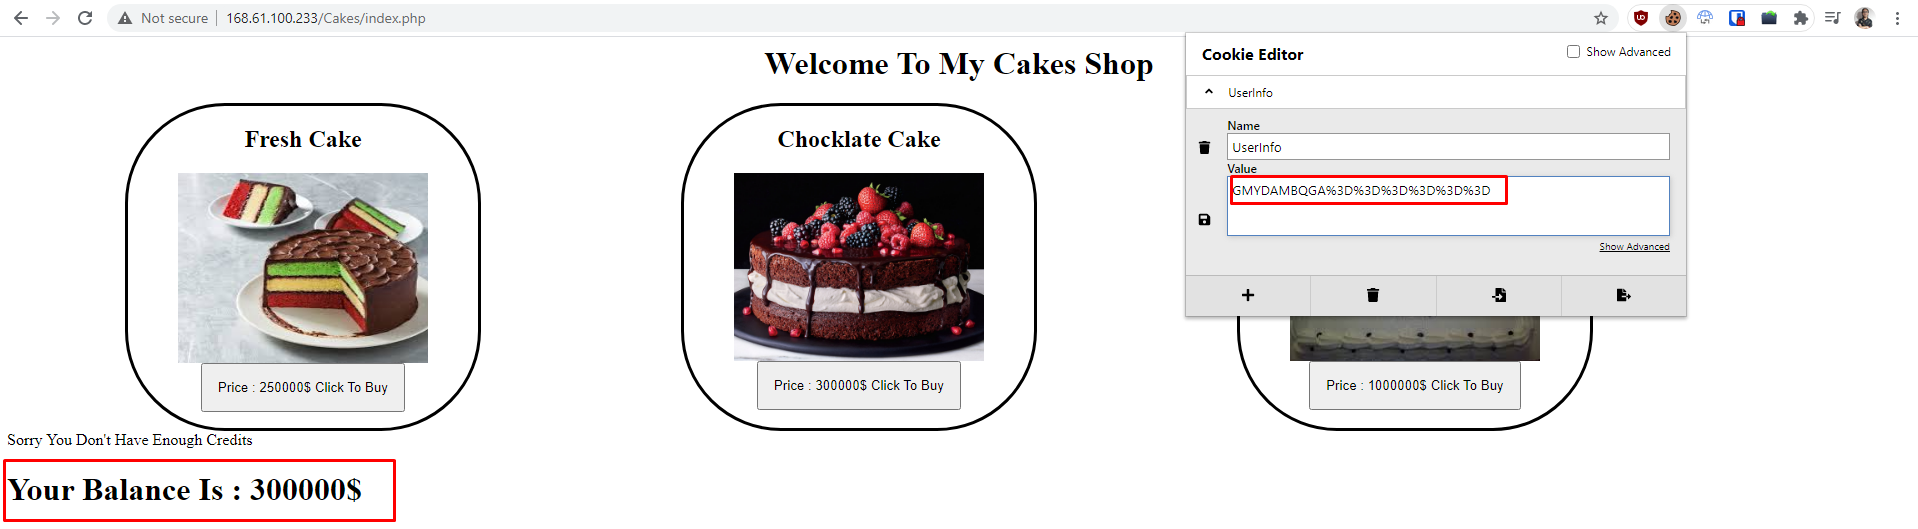 Not secure
168.61.100.233/Cakes/index.php
Welcome To My Cakes Shop
Cookie Editor
Show Advanced
UserInfo
Name
UserInfo
Value
GMYDAMBQGA%3D%3D%3D%3D%3D%3D
Show Advanced
Fresh Cake
Chocklate Cake
Price : 250000$ Click To Buy
Price : 300000$ Click To Buy
Price : 1000000$ Click To Buy
Sorry You Don't Have Enough Credits
Your Balance Is : 300000$